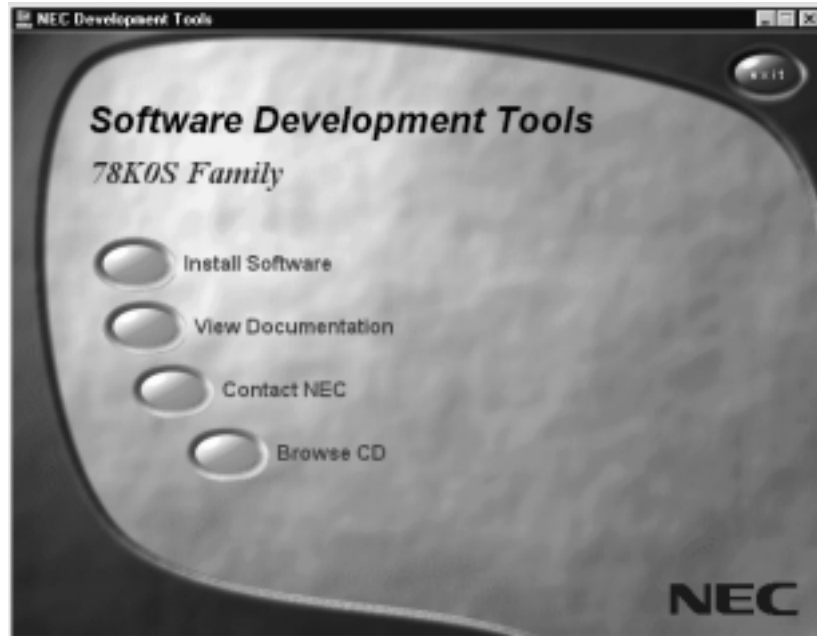 NEC Development Tools
exit
Software Development Tools
78K0S Family
Install Software
View Documentation
Contact NEC
Browse CD
NEC